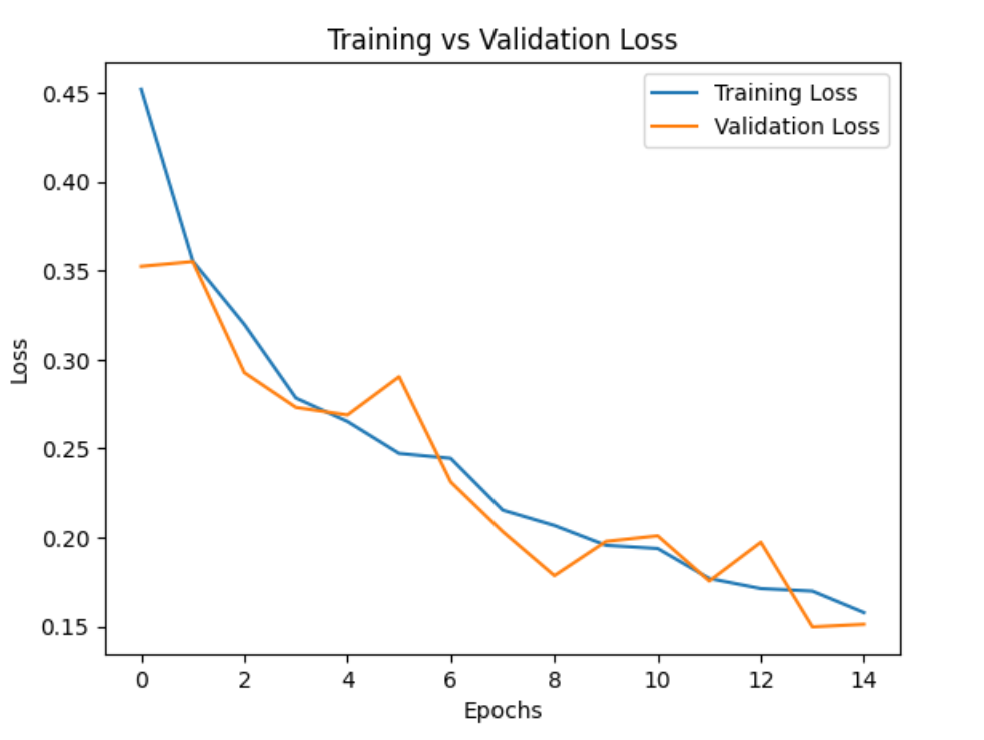 Training vs Validation Loss
Training Loss
Validation Loss
0.45
0.40
0.35
0.30
0.25
0.20
0.15
Loss
0 2 4 6 8 10 12 14
Epochs